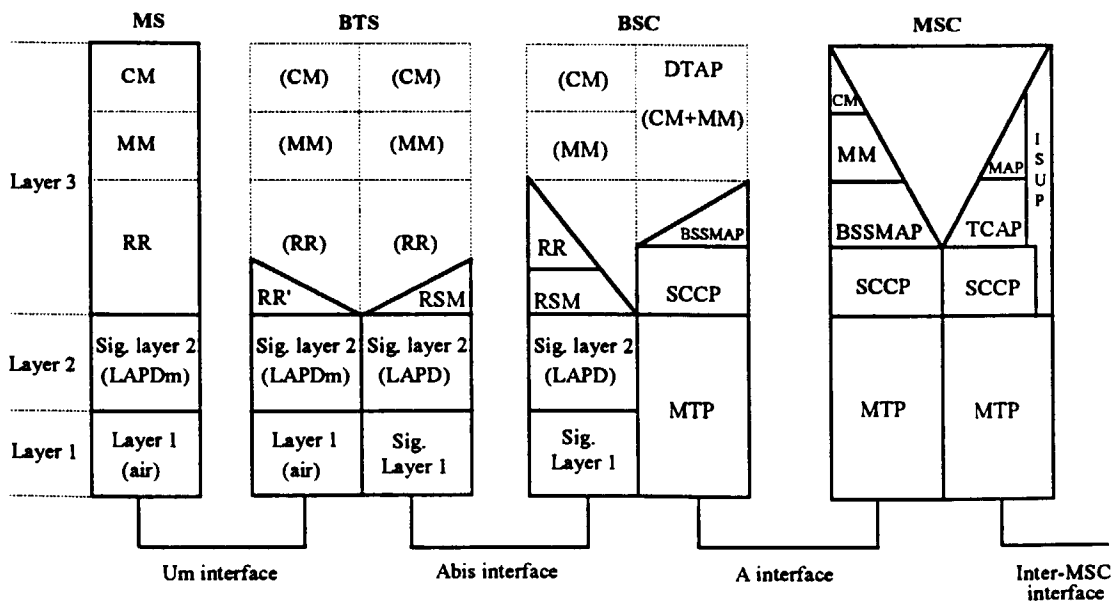 MS
BTS
BSC
MSC
CM
(CM)
(CM)
(CM)
DTAP
CM
MM
(MM)
(MM)
(MM)
(CM+MM)
MM
MAP
ISUP
Layer 3
RR
(RR)
(RR)
RR
BSSMAP
BSSMAP
TCAP
RR'
RSM
RSM
SCCP
SCCP
SCCP
Layer 2
Sig. layer 2
(LAPDm)
Sig. layer 2
(LAPDm)
Sig. layer 2
(LAPD)
Sig. layer 2
(LAPD)
MTP
MTP
MTP
Layer 1
Layer 1
(air)
Layer 1
(air)
Sig.
Layer 1
Sig.
Layer 1
Um interface
Abis interface
A interface
Inter-MSC
interface